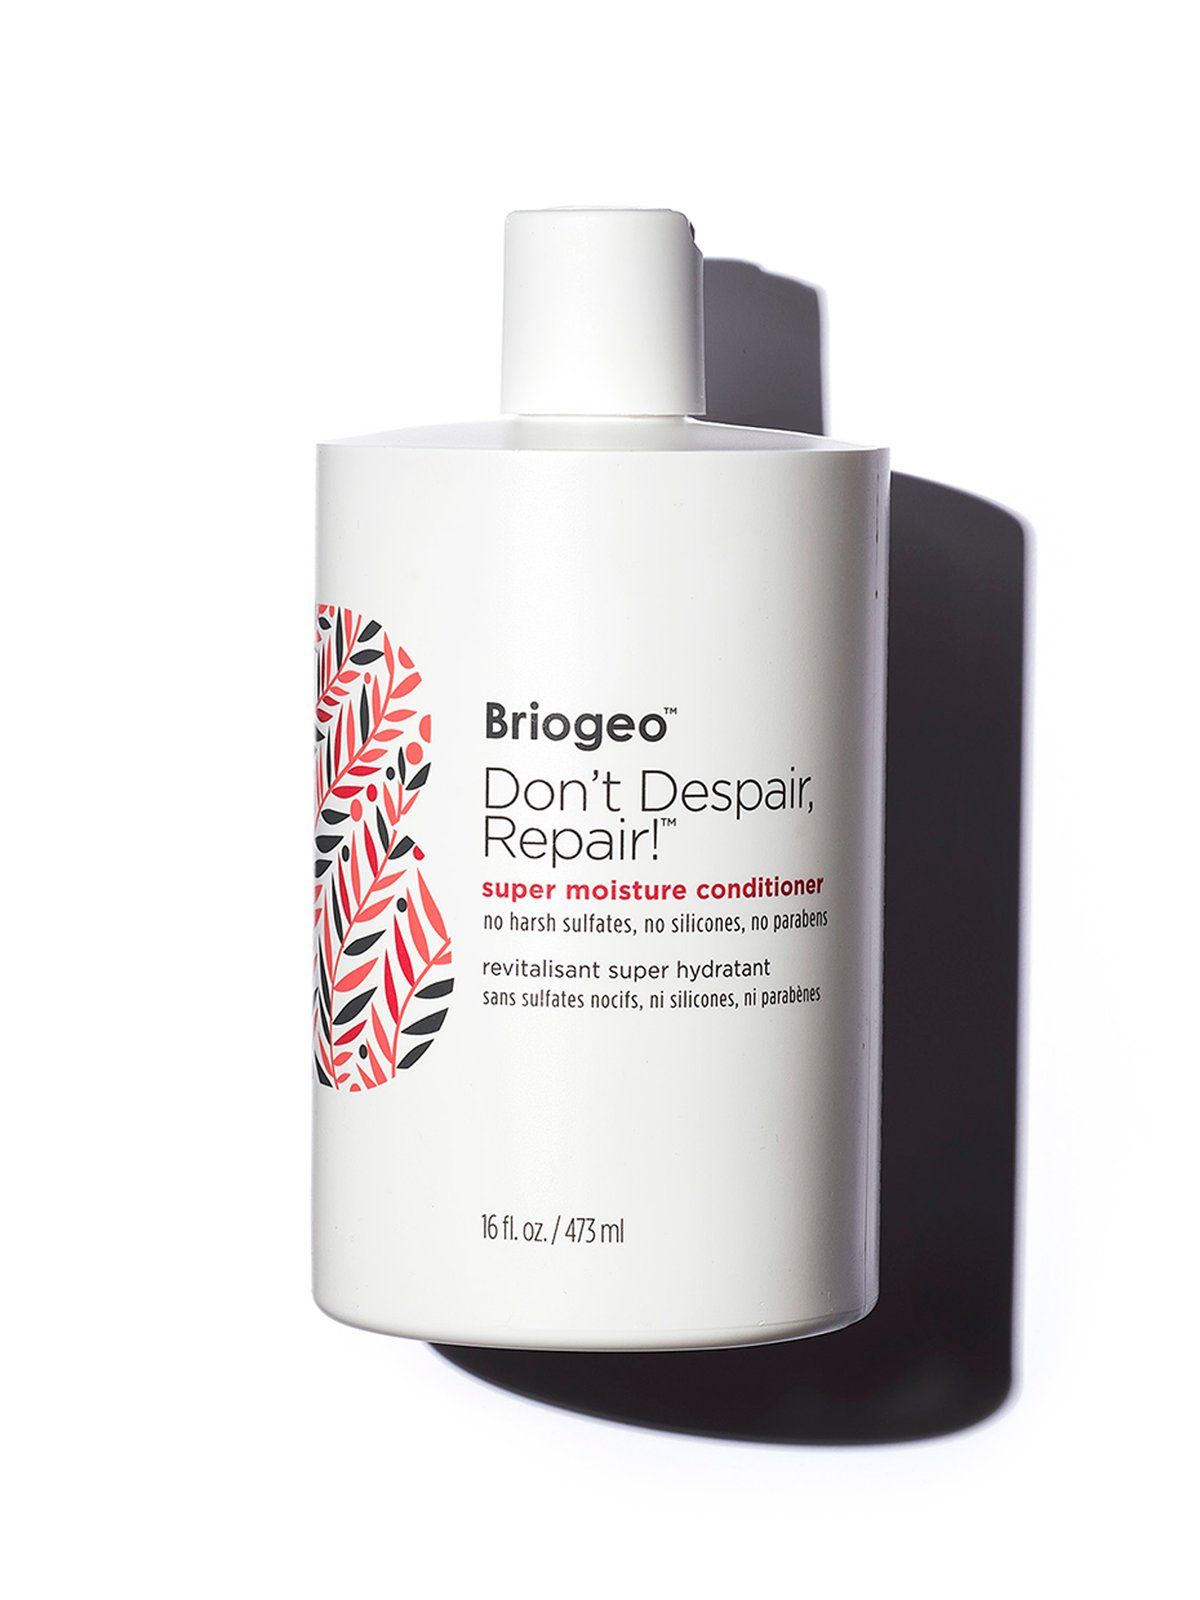 Briogeo™
Don't Despair,
Repair!™
super moisture conditioner
no harsh sulfates, no silicones, no parabens
revitalisant super hydratant
sans sulfates nocifs, ni silicones, ni parabènes
16 fl. oz. / 473 ml